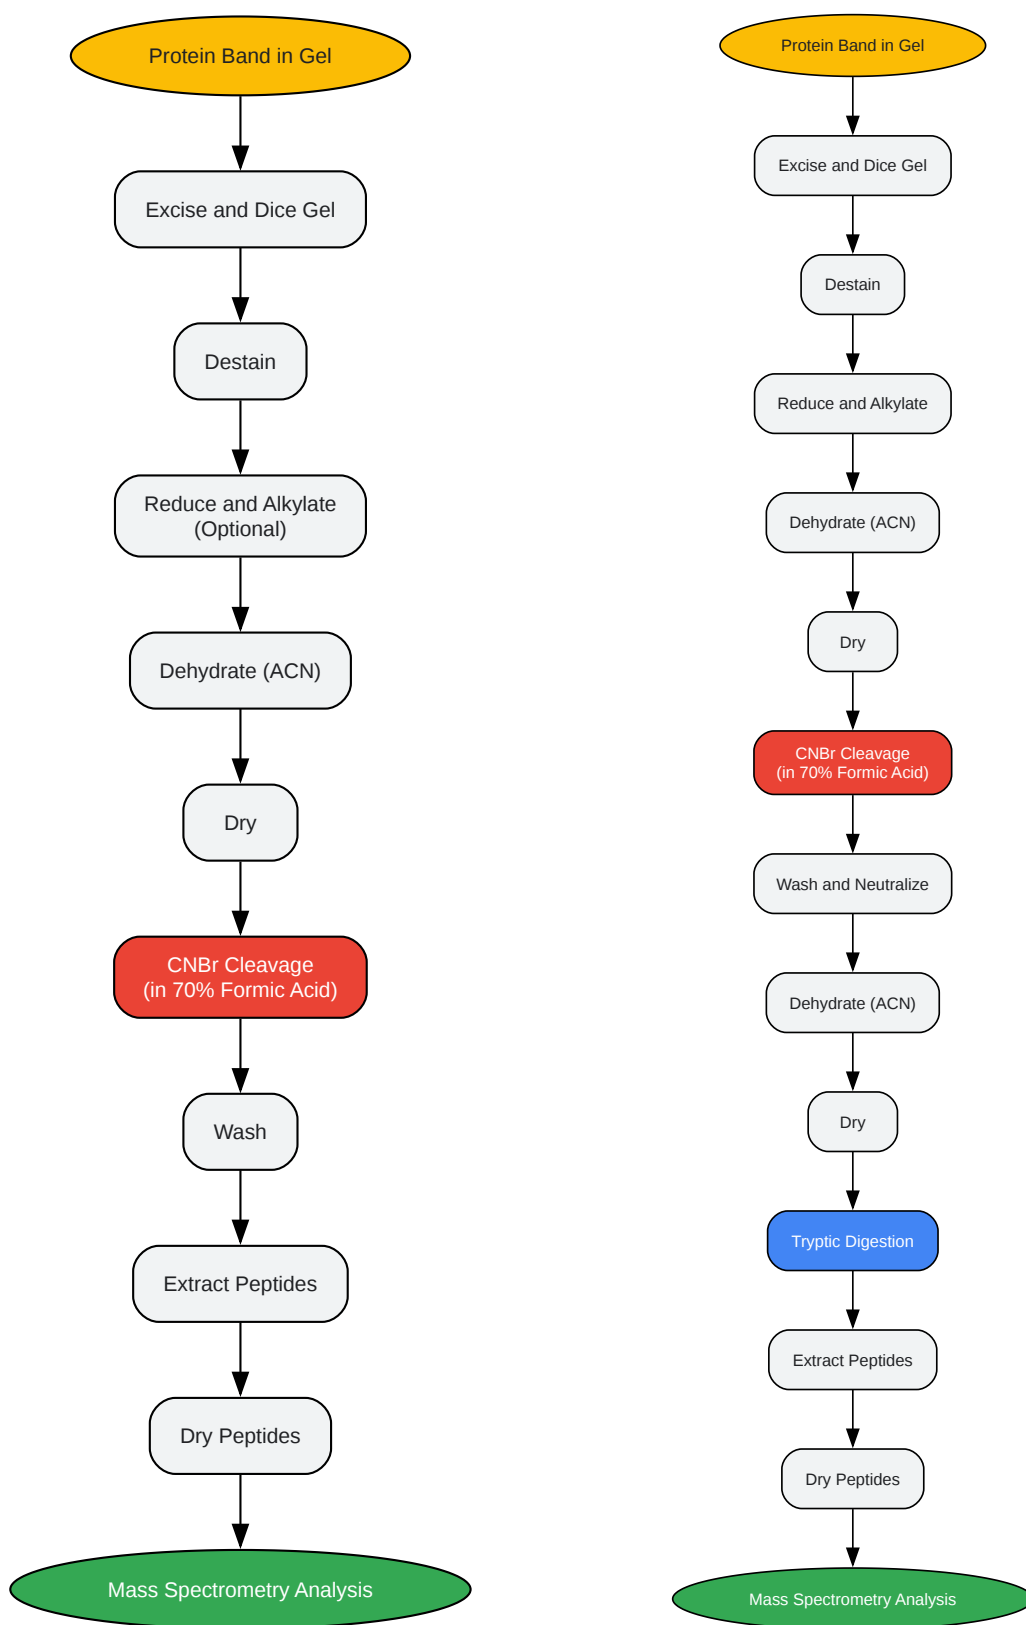 Protein Band in Gel
Excise and Dice Gel
Destain
Reduce and Alkylate
(Optional)
Dehydrate (ACN)
Dry
CNBr Cleavage
(in 70% Formic Acid)
Wash
Extract Peptides
Dry Peptides
Mass Spectrometry Analysis
Protein Band in Gel
Excise and Dice Gel
Destain
Reduce and Alkylate
Dehydrate (ACN)
Dry
CNBr Cleavage
(in 70% Formic Acid)
Wash and Neutralize
Dehydrate (ACN)
Dry
Tryptic Digestion
Extract Peptides
Dry Peptides
Mass Spectrometry Analysis